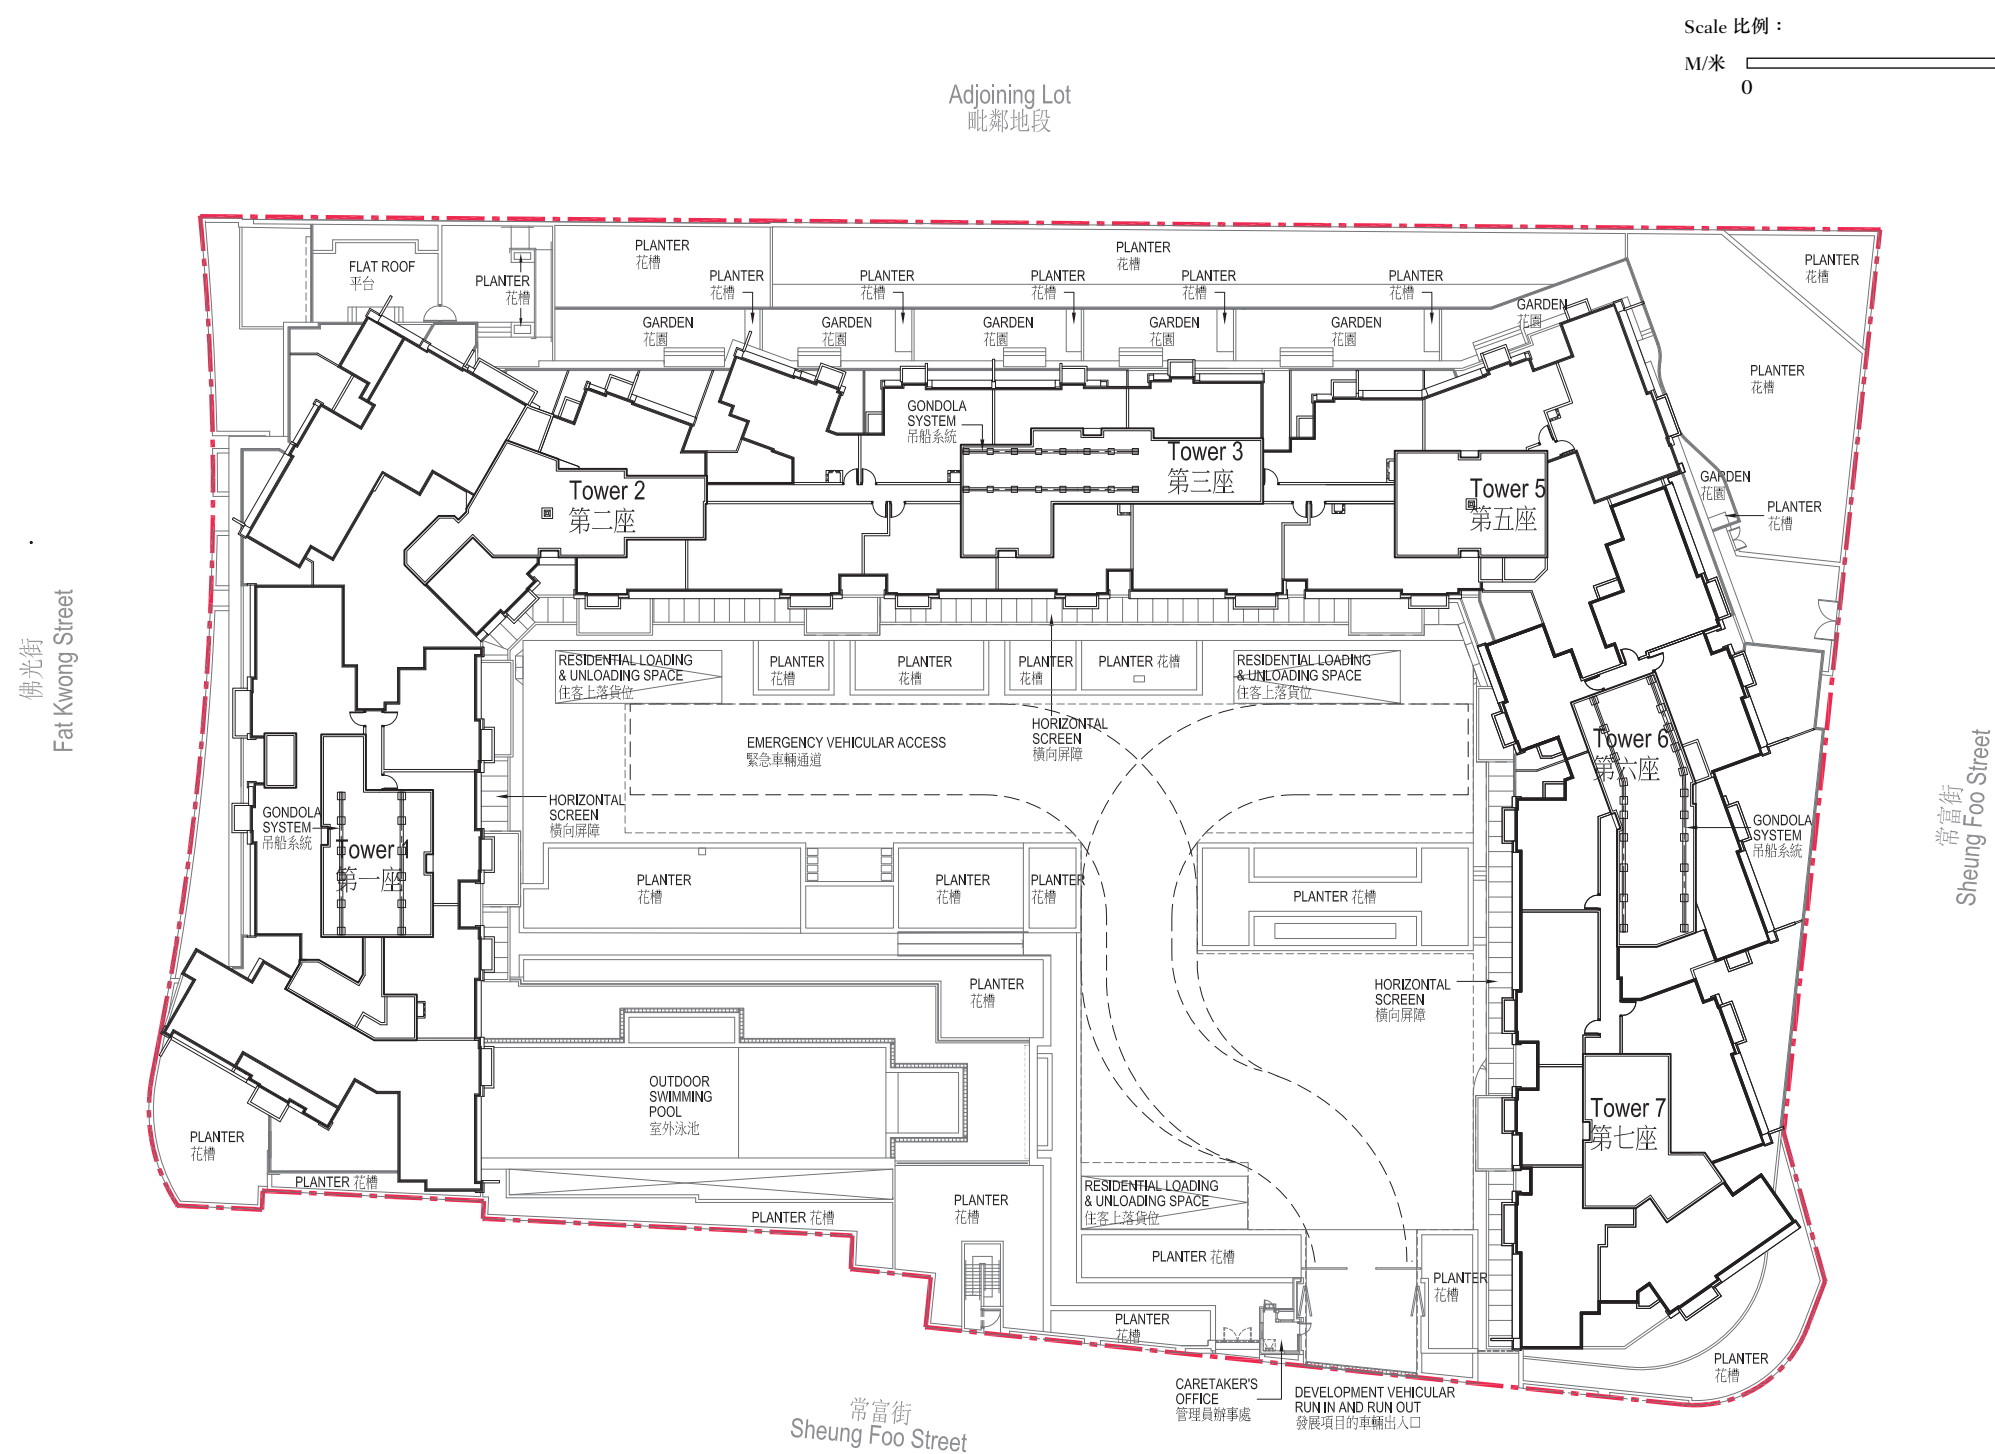 Scale 比例：
M/米
0
Adjoining Lot
毗鄰地段
PLANTER
花槽
PLANTER
花槽
PLANTER
花槽
FLAT ROOF
平台
PLANTER
花槽
PLANTER
花槽
PLANTER
花槽
PLANTER
花槽
PLANTER
花槽
PLANTER
花槽
GARDEN
花園
GARDEN
花園
GARDEN
花園
GARDEN
花園
GARDEN
花園
GARDEN
花園
PLANTER
花槽
GONDOLA
SYSTEM
吊船系統
Tower 3
第三座
Tower 2
第二座
Tower 5
第五座
GARDEN
花園
PLANTER
花槽
佛光街
Fat Kwong Street
RESIDENTIAL LOADING
& UNLOADING SPACE
住客上落貨位
PLANTER
花槽
PLANTER
花槽
PLANTER
花槽
PLANTER 花槽
RESIDENTIAL LOADING
& UNLOADING SPACE
住客上落貨位
HORIZONTAL
SCREEN
橫向屏障
EMERGENCY VEHICULAR ACCESS
緊急車輛通道
Tower 6
第六座
常富街
Sheung Foo Street
HORIZONTAL
SCREEN
橫向屏障
GONDOLA
SYSTEM
吊船系統
GONDOLA
SYSTEM
吊船系統
Tower 1
第一座
PLANTER
花槽
PLANTER
花槽
PLANTER
花槽
PLANTER 花槽
PLANTER
花槽
HORIZONTAL
SCREEN
橫向屏障
OUTDOOR
SWIMMING
POOL
室外泳池
Tower 7
第七座
PLANTER
花槽
PLANTER 花槽
PLANTER 花槽
PLANTER
花槽
RESIDENTIAL LOADING
& UNLOADING SPACE
住客上落貨位
PLANTER 花槽
PLANTER
花槽
PLANTER
花槽
PLANTER
花槽
CARETAKER'S
OFFICE
管理員辦事處
DEVELOPMENT VEHICULAR
RUN IN AND RUN OUT
發展項目的車輛出入口
常富街
Sheung Foo Street